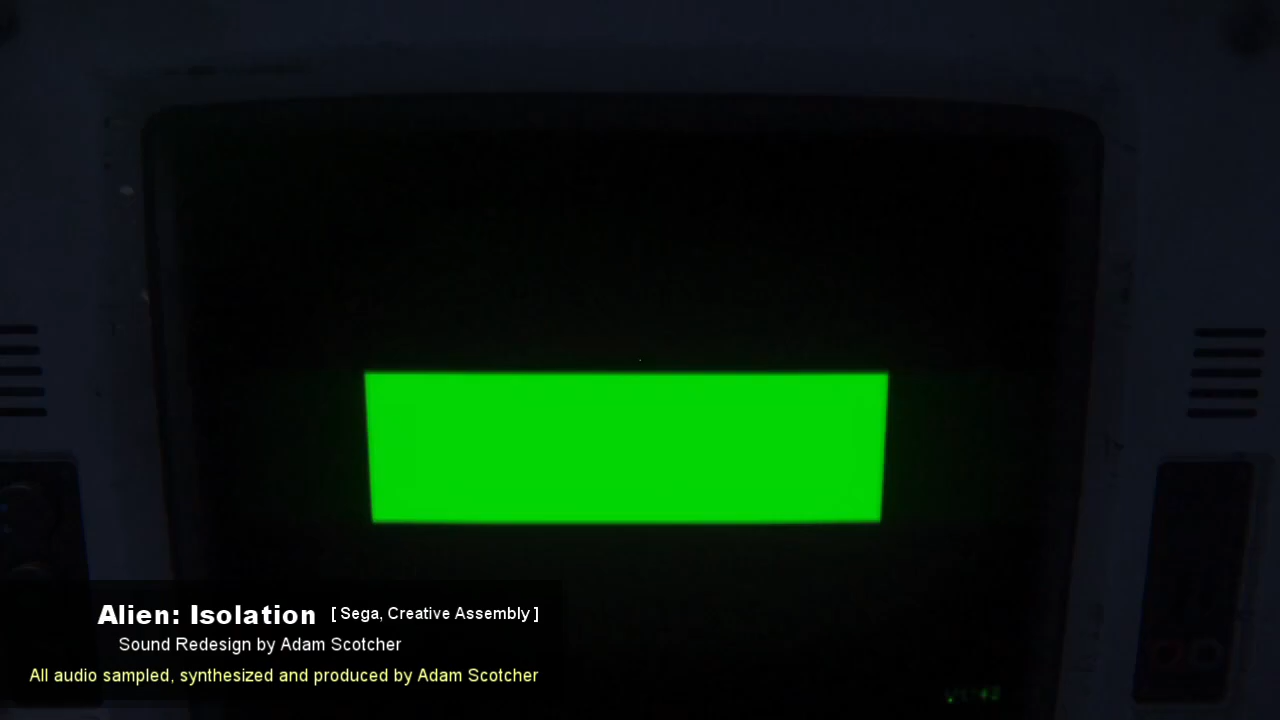 Alien: Isolation [ Sega, Creative Assembly ]
Sound Redesign by Adam Scotcher
All audio sampled, synthesized and produced by Adam Scotcher